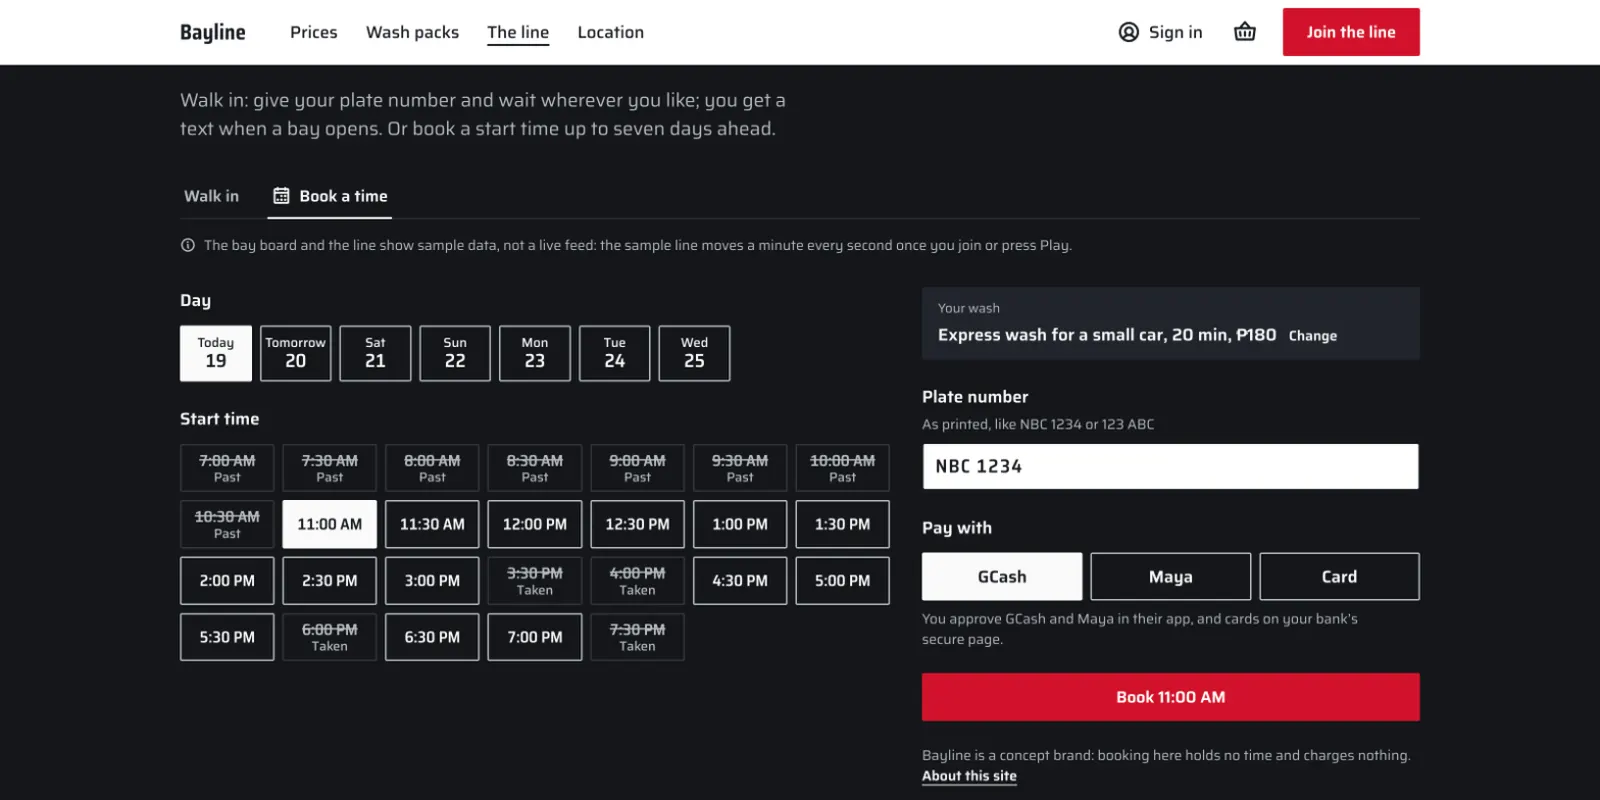 Bayline
Prices
Wash packs
The line
Location
Sign in
Join the line
Walk in: give your plate number and wait wherever you like; you get a
text when a bay opens. Or book a start time up to seven days ahead.
Walk in
Book a time
The bay board and the line show sample data, not a live feed: the sample line moves a minute every second once you join or press Play.
Day
Today
19
Tomorrow
20
Sat
21
Sun
22
Mon
23
Tue
24
Wed
25
Start time
7:00 AM
Past
7:30 AM
Past
8:00 AM
Past
8:30 AM
Past
9:00 AM
Past
9:30 AM
Past
10:00 AM
Past
10:30 AM
Past
11:00 AM
11:30 AM
12:00 PM
12:30 PM
1:00 PM
1:30 PM
2:00 PM
2:30 PM
3:00 PM
3:30 PM
Taken
4:00 PM
Taken
4:30 PM
5:00 PM
5:30 PM
6:00 PM
Taken
6:30 PM
7:00 PM
7:30 PM
Taken
Your wash
Express wash for a small car, 20 min, ₱180 Change
Plate number
As printed, like NBC 1234 or 123 ABC
NBC 1234
Pay with
GCash
Maya
Card
You approve GCash and Maya in their app, and cards on your bank's
secure page.
Book 11:00 AM
Bayline is a concept brand: booking here holds no time and charges nothing.
About this site